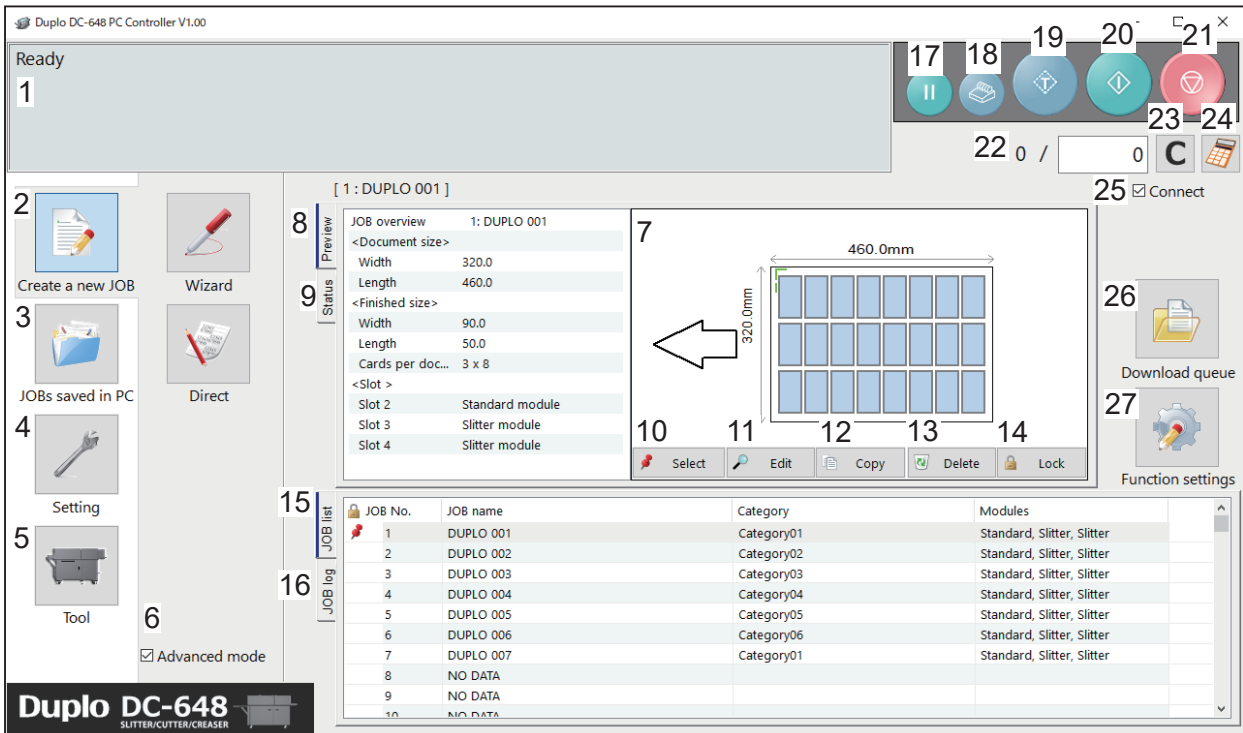 Duplo DC-648 PC Controller V1.00
Ready
1
17
18
19
20
21
T
22
0 / 0
23
C
24
25
Connect
2
Create a new JOB
Wizard
3
JOBs saved in PC
Direct
4
Setting
5
Tool
6
Advanced mode
Duplo DC-648
SLITTER/CUTTER/CREASER
[ 1 : DUPLO 001 ]
8
Preview
9
Status
JOB overview 1: DUPLO 001
<Document size>
Width 320.0
Length 460.0
<Finished size>
Width 90.0
Length 50.0
Cards per doc... 3 x 8
<Slot >
Slot 2 Standard module
Slot 3 Slitter module
Slot 4 Slitter module
7
460.0mm
320.0mm
10
Select
11
Edit
12
Copy
13
Delete
14
Lock
26
Download queue
27
Function settings
15
JOB list
16
JOB log
JOB No. JOB name Category Modules
1 DUPLO 001 Category01 Standard, Slitter, Slitter
2 DUPLO 002 Category02 Standard, Slitter, Slitter
3 DUPLO 003 Category03 Standard, Slitter, Slitter
4 DUPLO 004 Category04 Standard, Slitter, Slitter
5 DUPLO 005 Category05 Standard, Slitter, Slitter
6 DUPLO 006 Category06 Standard, Slitter, Slitter
7 DUPLO 007 Category01 Standard, Slitter, Slitter
8 NO DATA
9 NO DATA
10 NO DATA